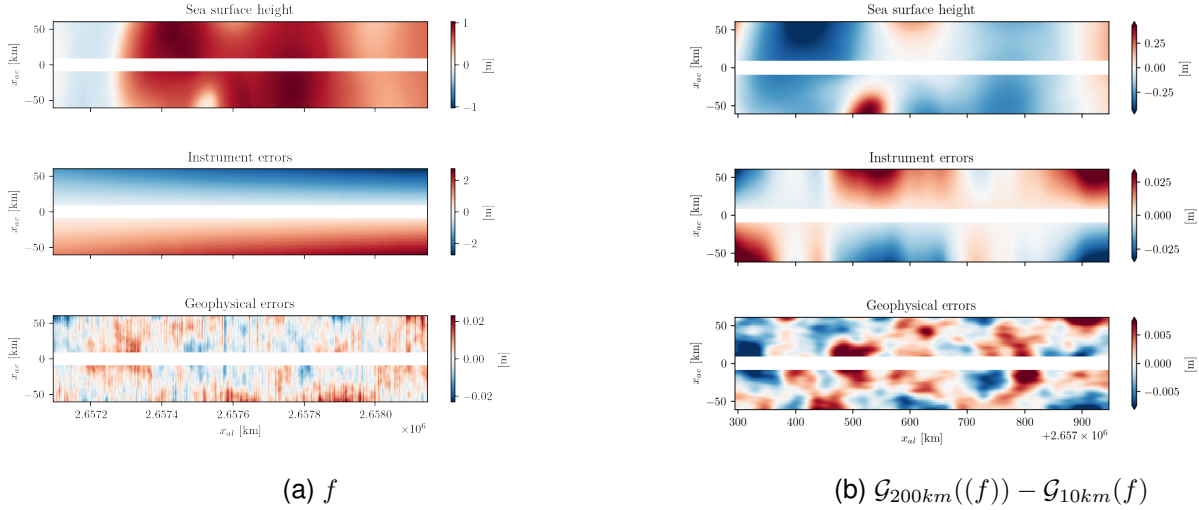 Sea surface height
50
0
−50
x_ac [km]
1
0
−1
[m]
Instrument errors
50
0
−50
x_ac [km]
2
0
−2
[m]
Geophysical errors
50
0
−50
x_ac [km]
0.02
0.00
−0.02
[m]
2.6572 2.6574 2.6576 2.6578 2.6580
x_al [km]
×10^6
(a) f
Sea surface height
50
0
−50
x_ac [km]
0.25
0.00
−0.25
[m]
Instrument errors
50
0
−50
x_ac [km]
0.025
0.000
−0.025
[m]
Geophysical errors
50
0
−50
x_ac [km]
0.005
0.000
−0.005
[m]
300 400 500 600 700 800 900
x_al [km]
+2.657 × 10^6
(b) 𝒢_200km((f)) − 𝒢_10km(f)